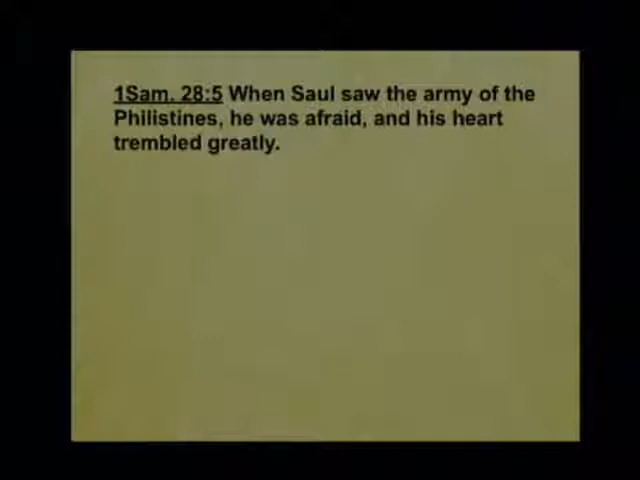 1Sam. 28:5 When Saul saw the army of the
Philistines, he was afraid, and his heart
trembled greatly.